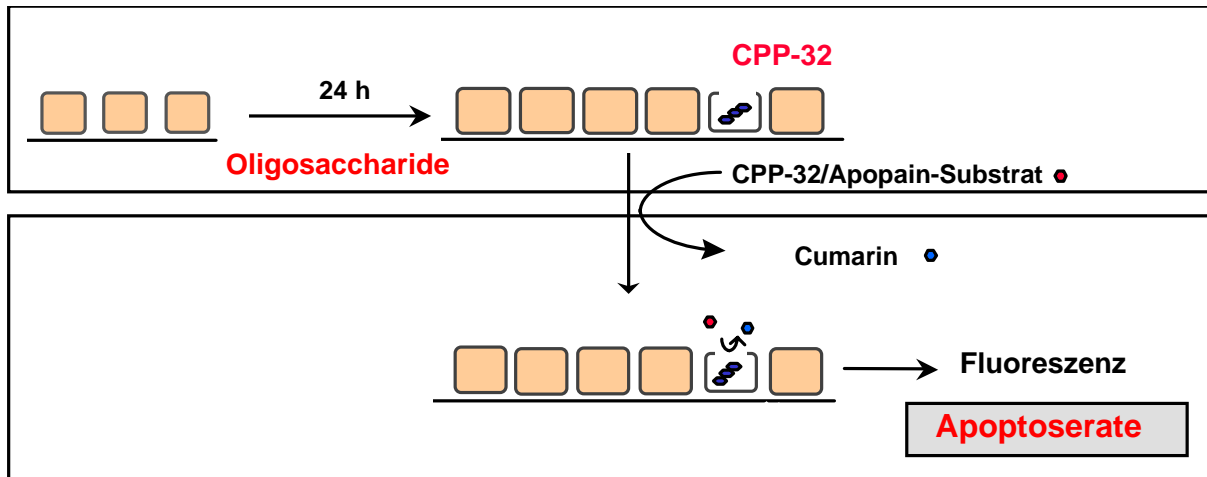 CPP-32
24 h
Oligosaccharide
CPP-32/Apopain-Substrat
Cumarin
Fluoreszenz
Apoptoserate